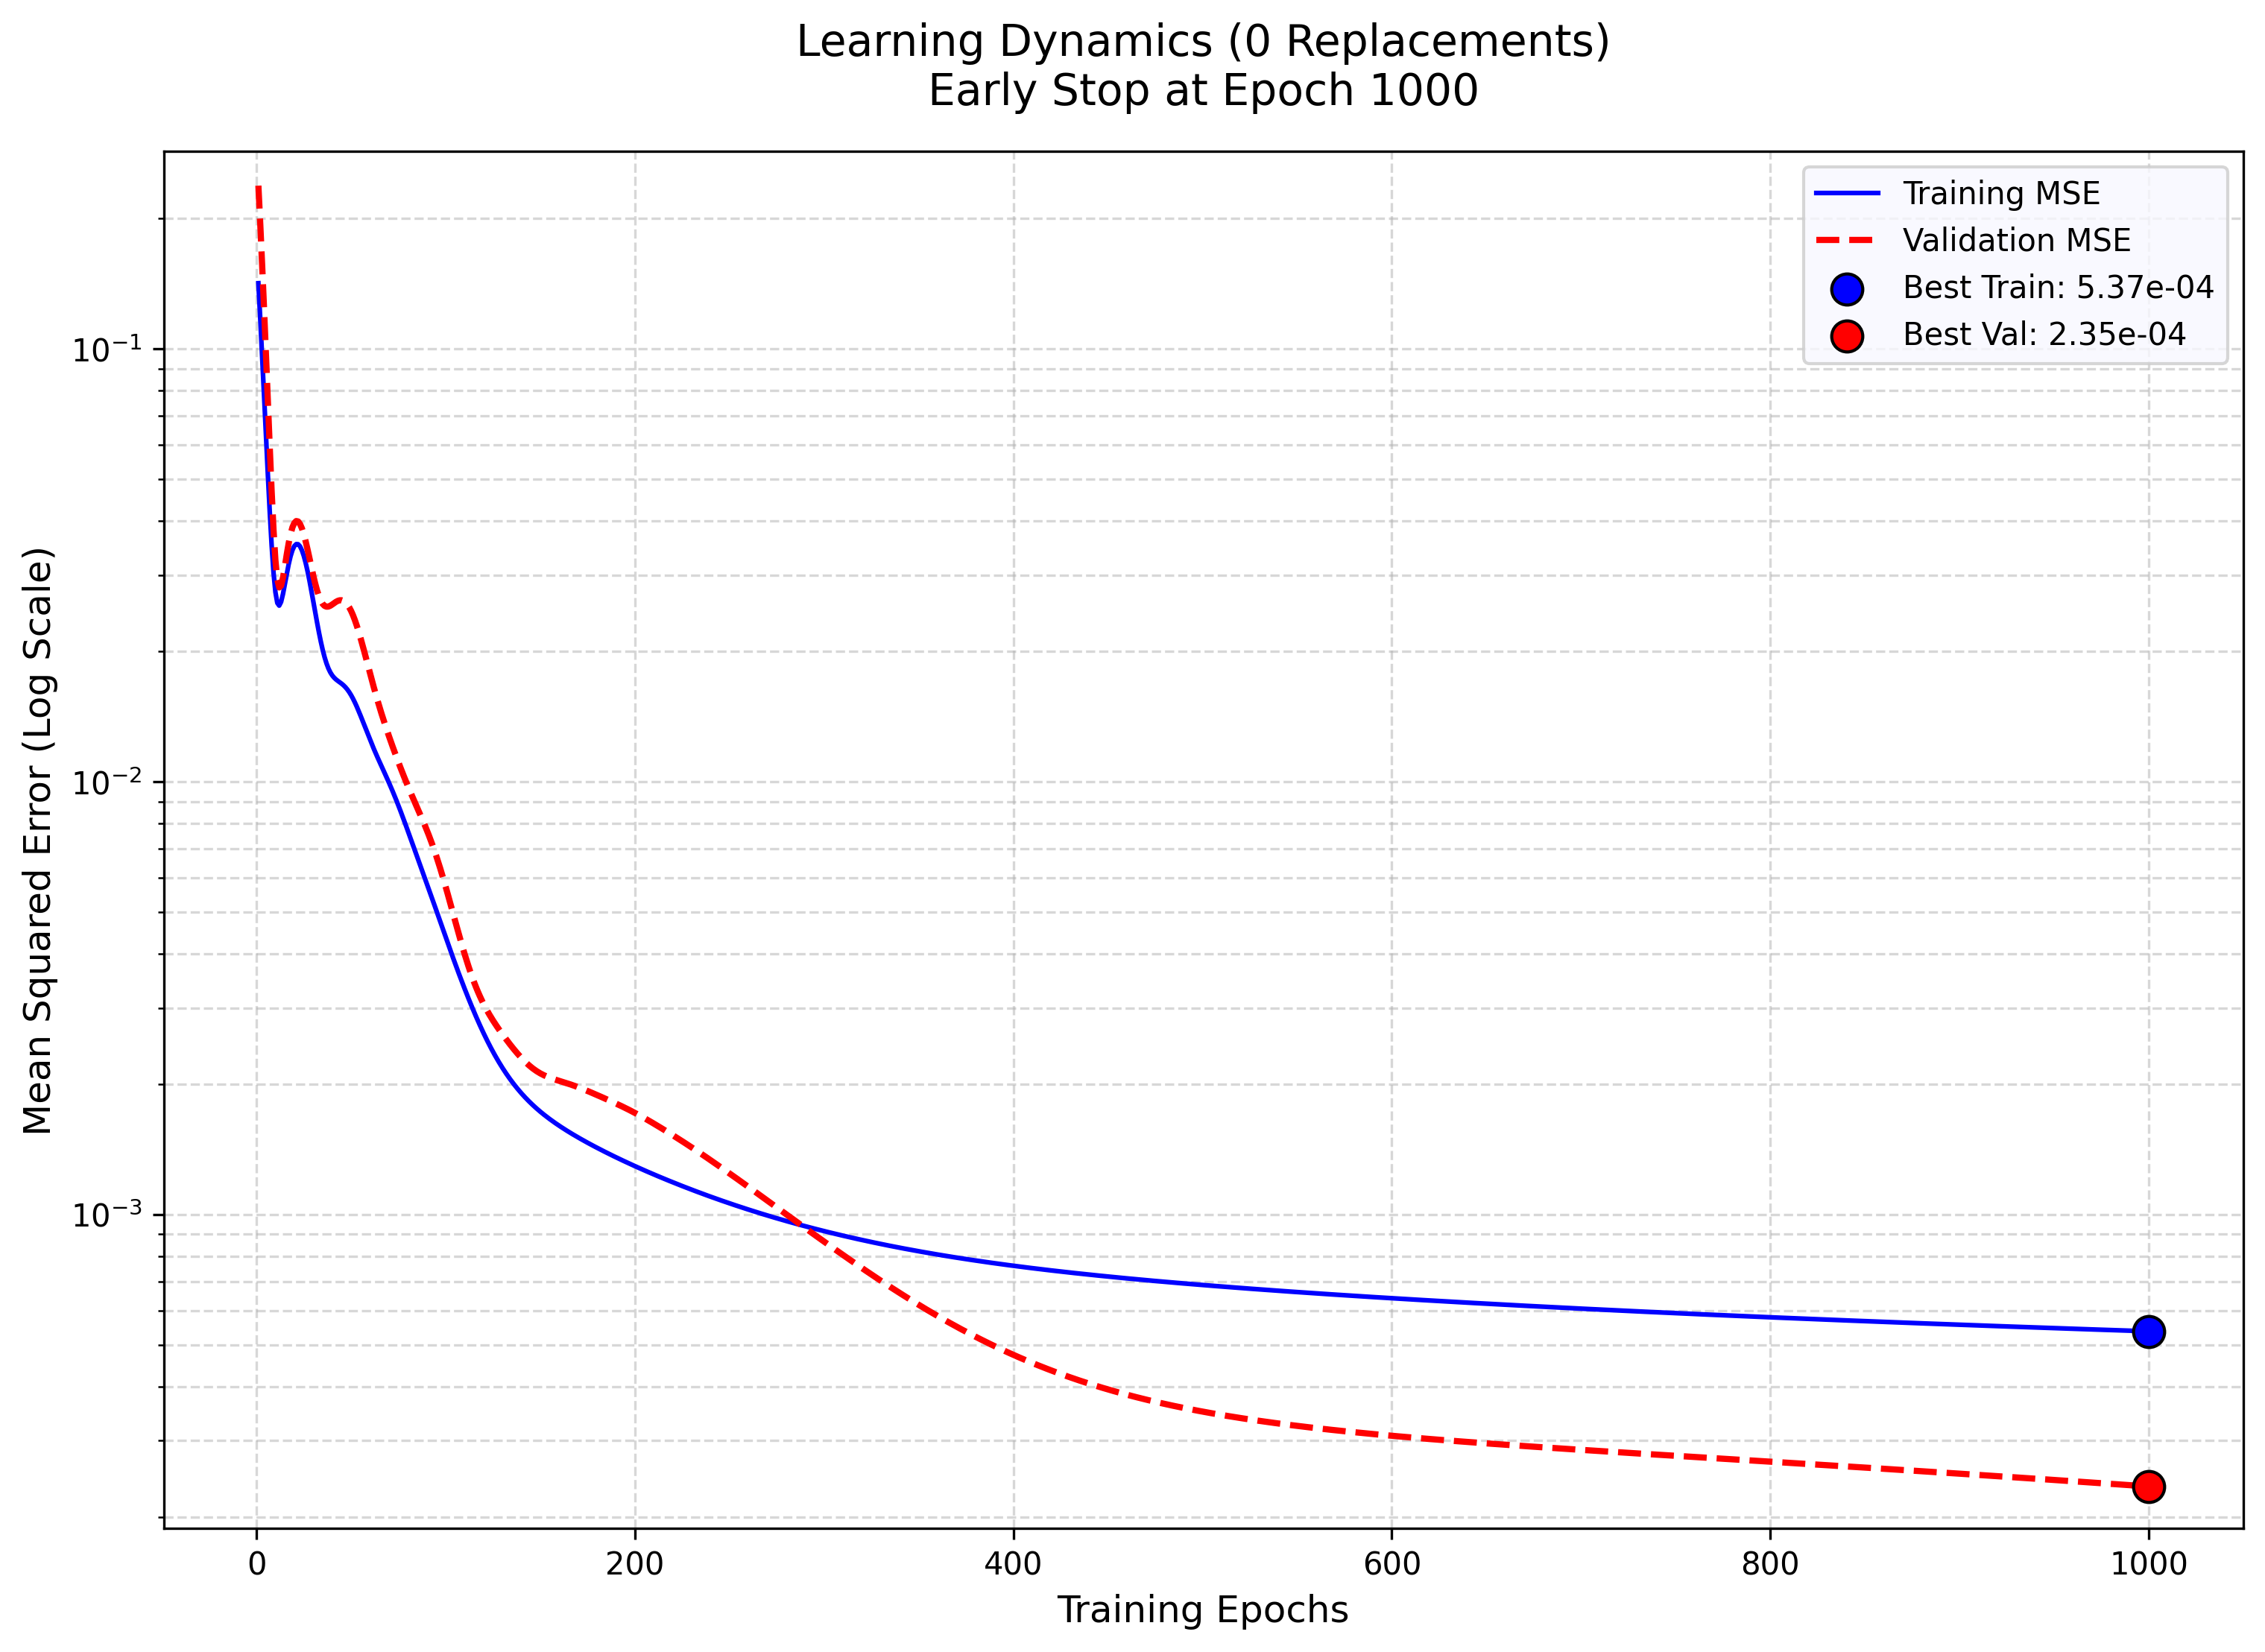 Learning Dynamics (0 Replacements)
Early Stop at Epoch 1000
Training MSE
Validation MSE
Best Train: 5.37e-04
Best Val: 2.35e-04
Mean Squared Error (Log Scale)
10⁻¹
10⁻²
10⁻³
0 200 400 600 800 1000
Training Epochs